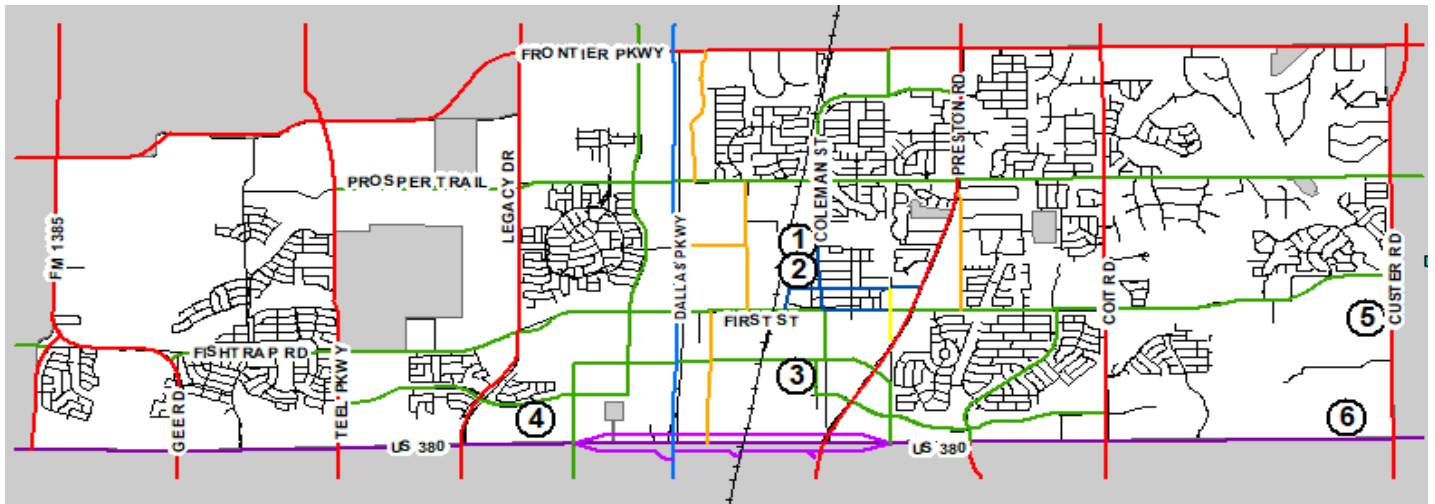 FRONTIER PKWY
PRESTON RD
PROSPER TRAIL
LEGACY DR
COLEMAN ST
FM 1385
DALLAS PKWY
1
2
COIT RD
CUSTER RD
FIRST ST
5
FISHTRAP RD
3
GEE RD
TEEL PKWY
4
6
US 380
US 380